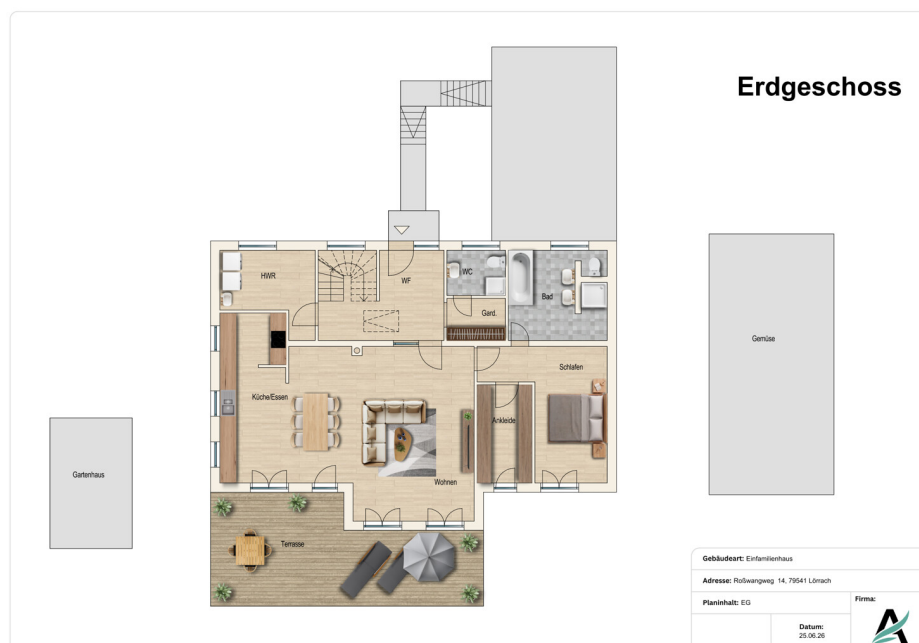 Erdgeschoss
HWR
WF
WC
Bad
Gard.
Gemüse
Schlafen
Küche/Essen
Ankleide
Gartenhaus
Wohnen
Terrasse
Gebäudeart: Einfamilienhaus
Adresse: Roßwangweg 14, 79541 Lörrach
Planinhalt: EG
Firma:
Datum:
25.06.26